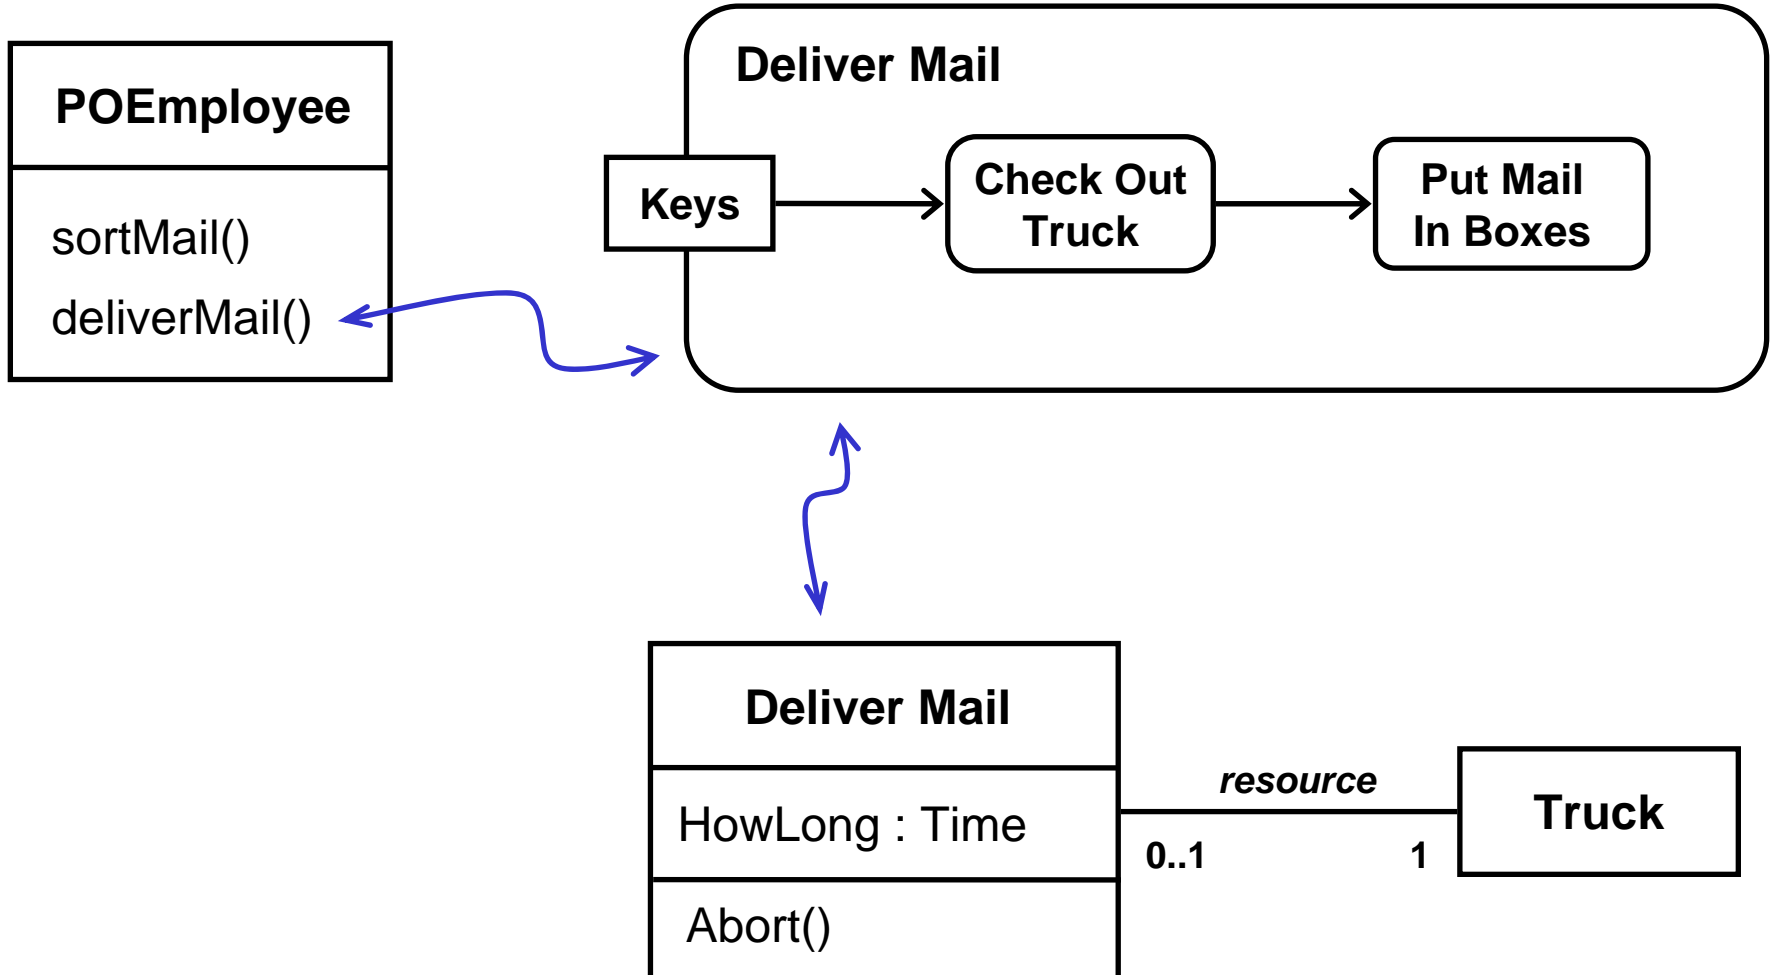 POEmployee
sortMail()
deliverMail()
Deliver Mail
Keys
Check Out
Truck
Put Mail
In Boxes
Deliver Mail
HowLong : Time
Abort()
resource
0..1
1
Truck